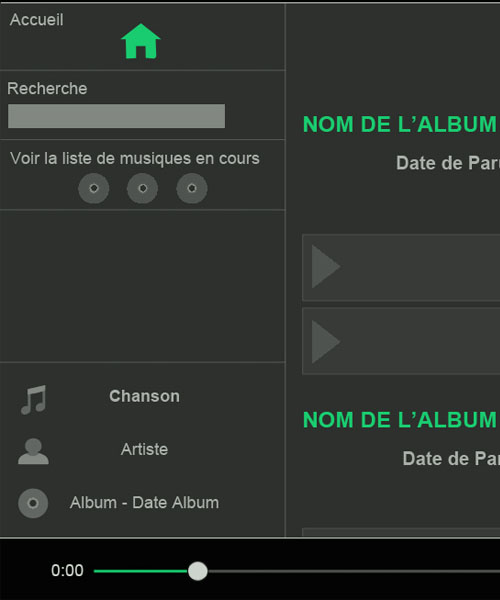 Accueil
Recherche
Voir la liste de musiques en cours
Chanson
Artiste
Album - Date Album
NOM DE L’ALBUM
Date de Par
NOM DE L’ALBUM
Date de Par
0:00